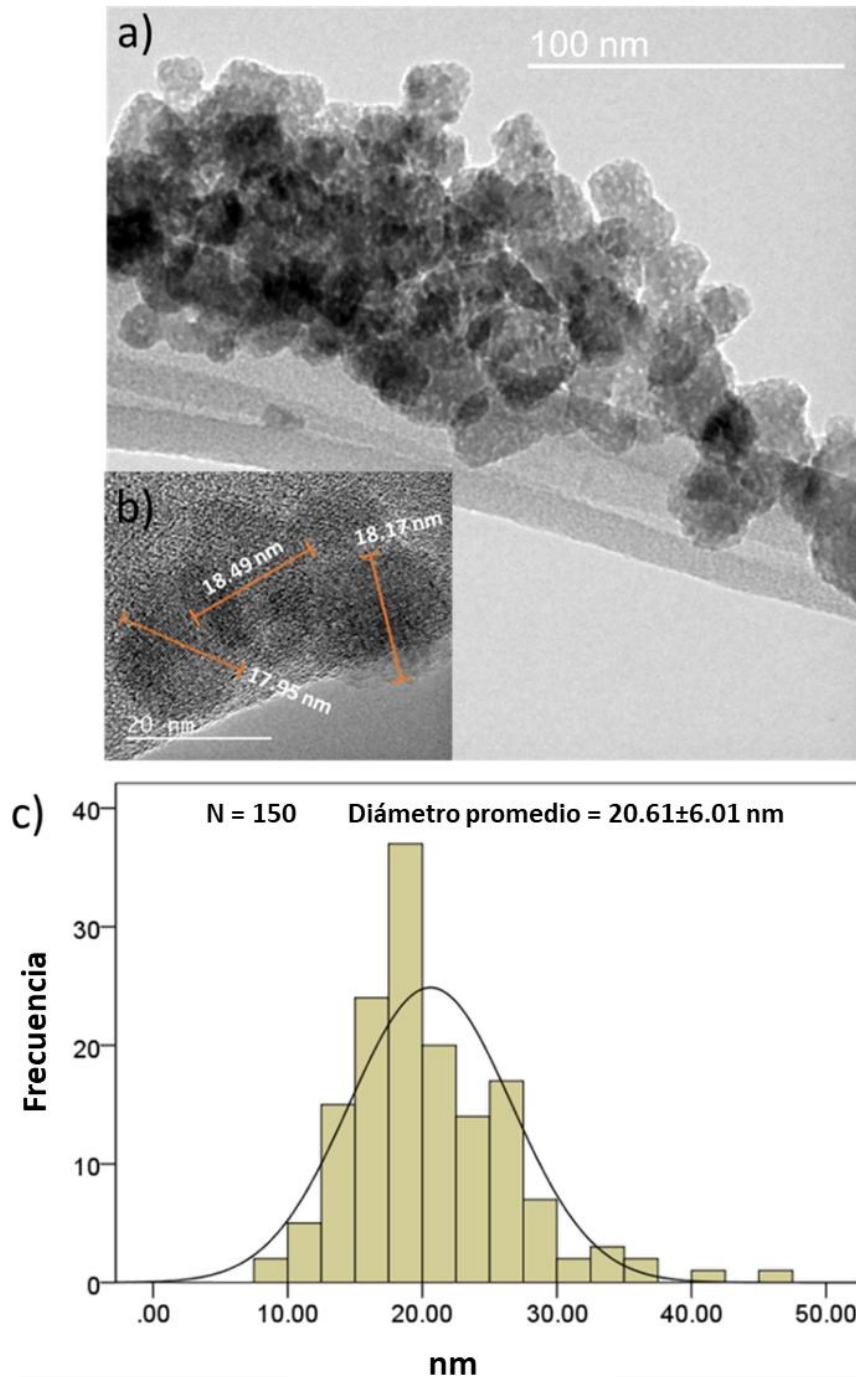 a)
100 nm
b)
18.49 nm
18.17 nm
17.95 nm
20 nm
c)
N = 150 Diámetro promedio = 20.61±6.01 nm
40
30
20
10
0
Frecuencia
.00 10.00 20.00 30.00 40.00 50.00
nm